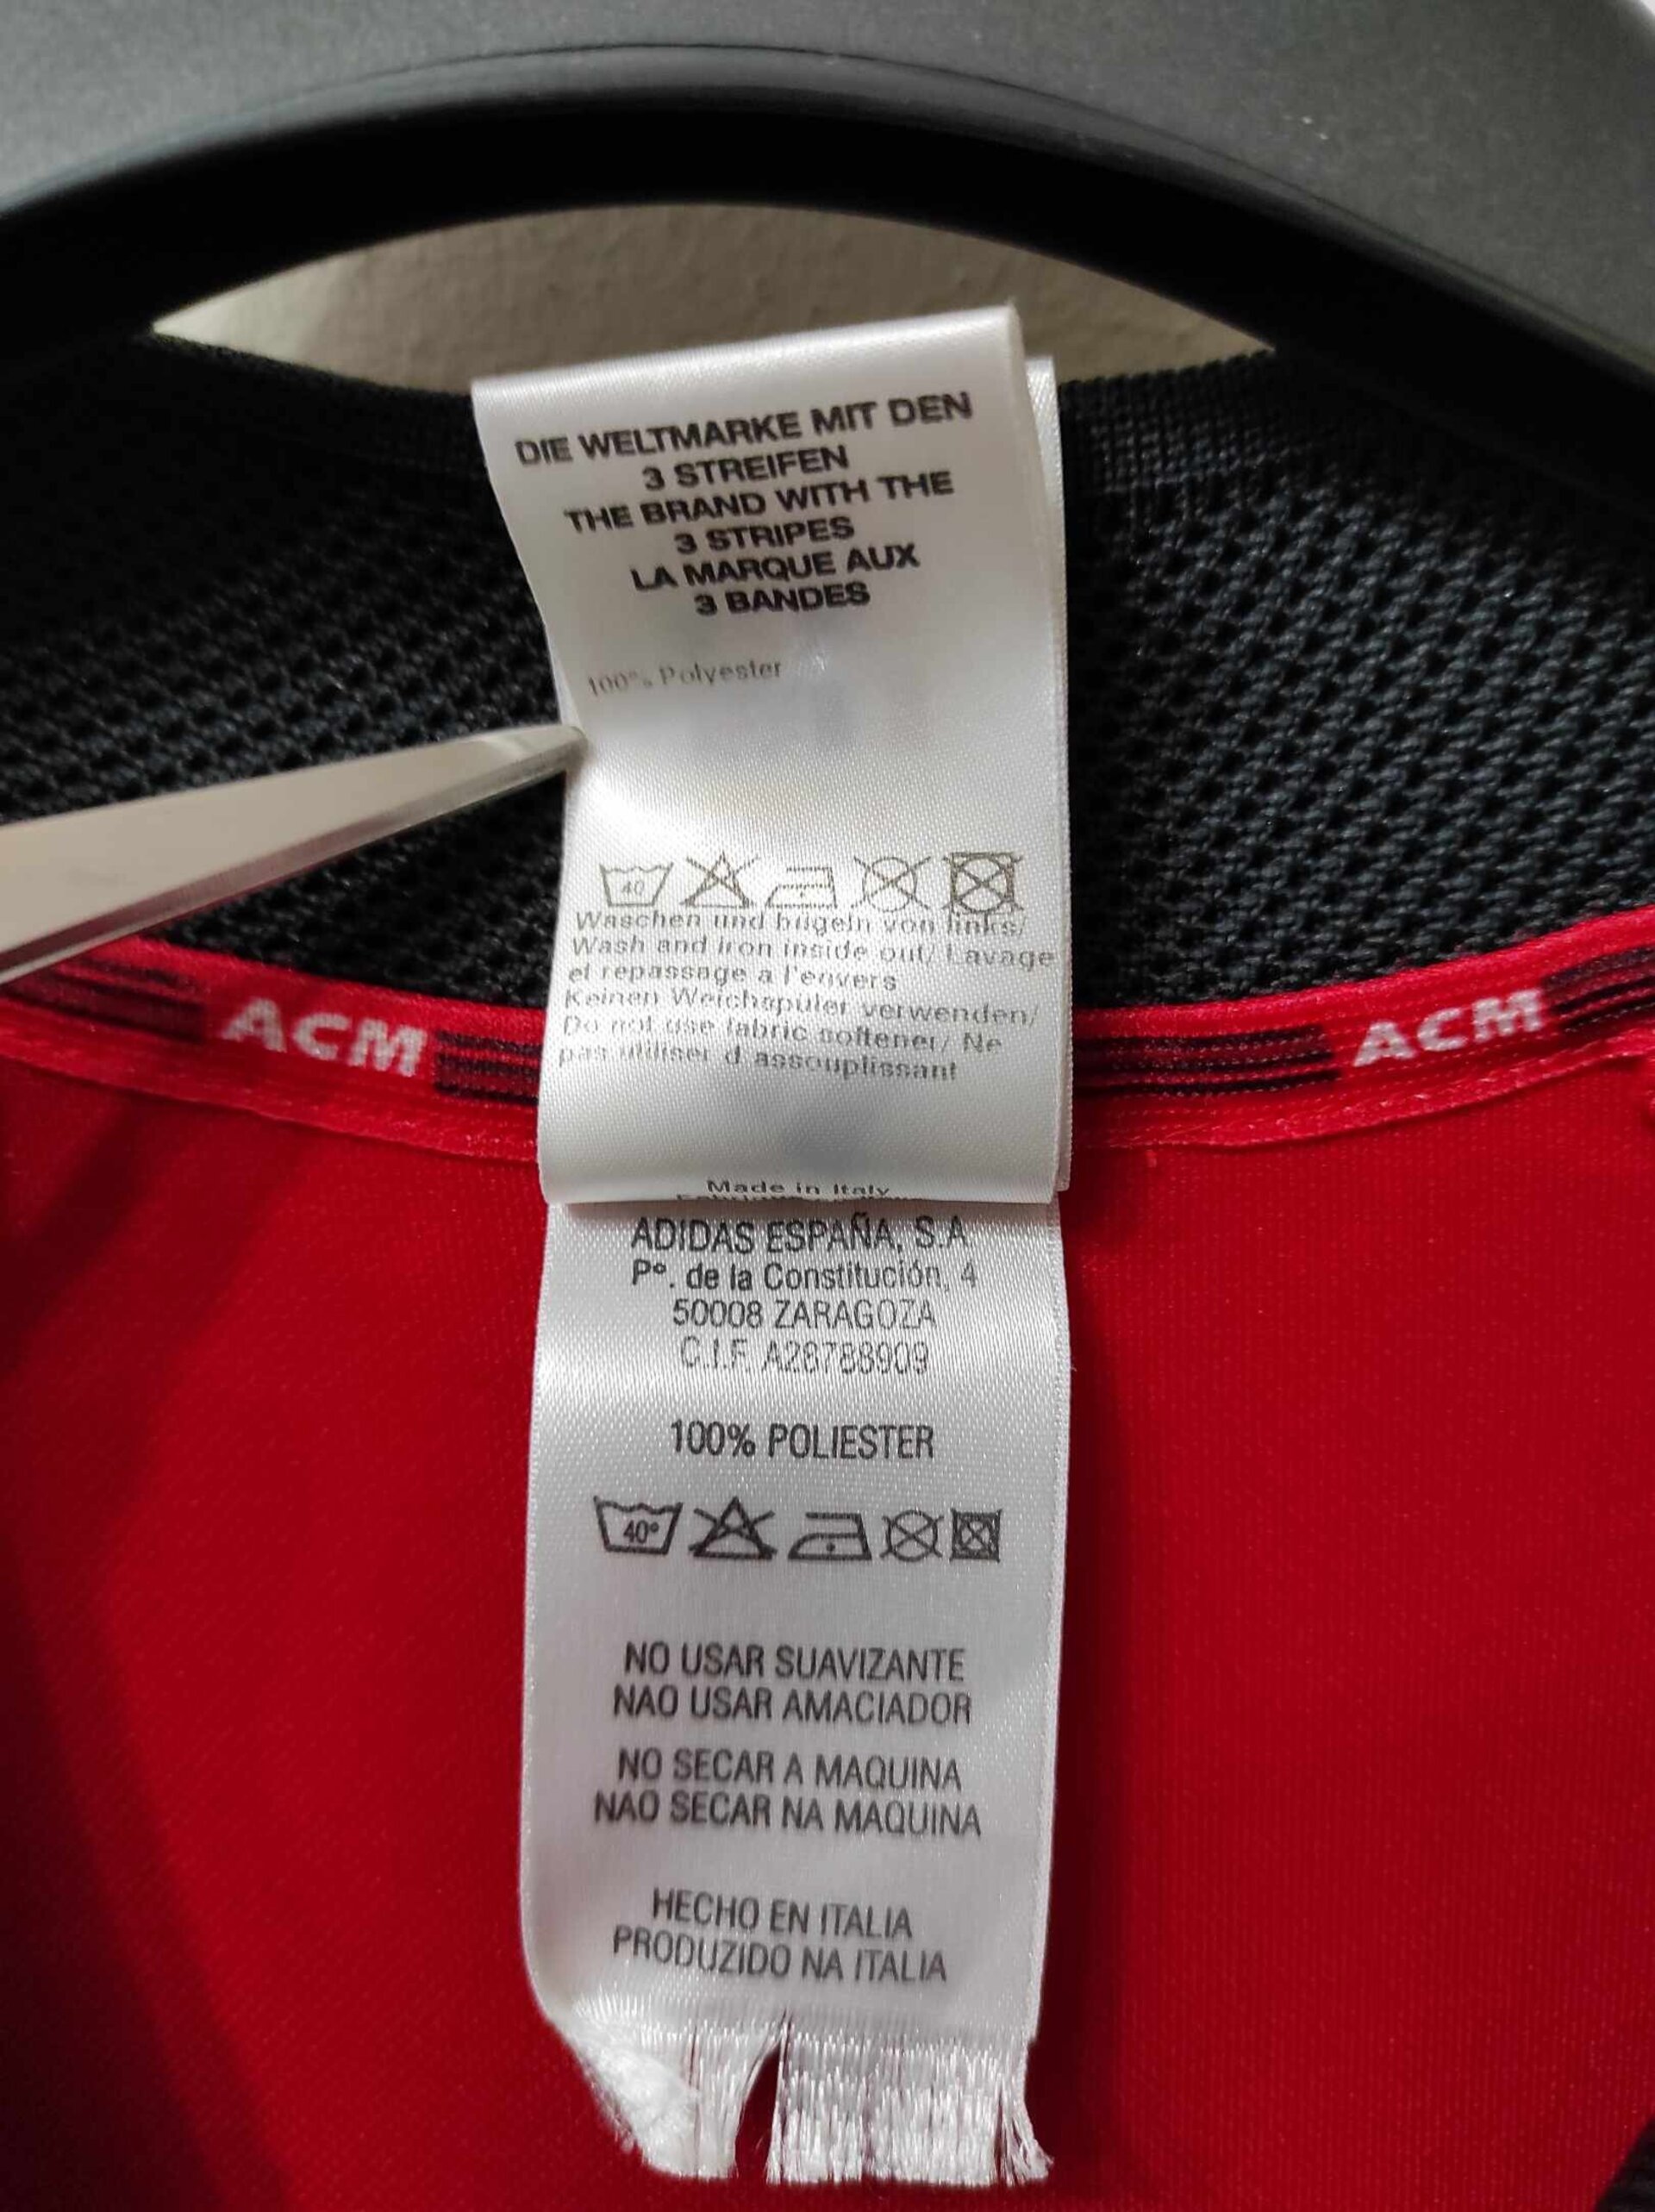 DIE WELTMARKE MIT DEN
3 STREIFEN
THE BRAND WITH THE
3 STRIPES
LA MARQUE AUX
3 BANDES
100% Polyester
40
Waschen und bügeln von links/
Wash and iron inside out/ Lavage
et repassage a l'envers
Keinen Weichspüler verwenden/
Do not use fabric softener/ Ne
pas utiliser d assouplissant
ACM
ACM
Made in Italy
ADIDAS ESPAÑA, S.A
Pº. de la Constitución, 4
50008 ZARAGOZA
C.I.F. A28788909
100% POLIESTER
40°
NO USAR SUAVIZANTE
NAO USAR AMACIADOR
NO SECAR A MAQUINA
NAO SECAR NA MAQUINA
HECHO EN ITALIA
PRODUZIDO NA ITALIA